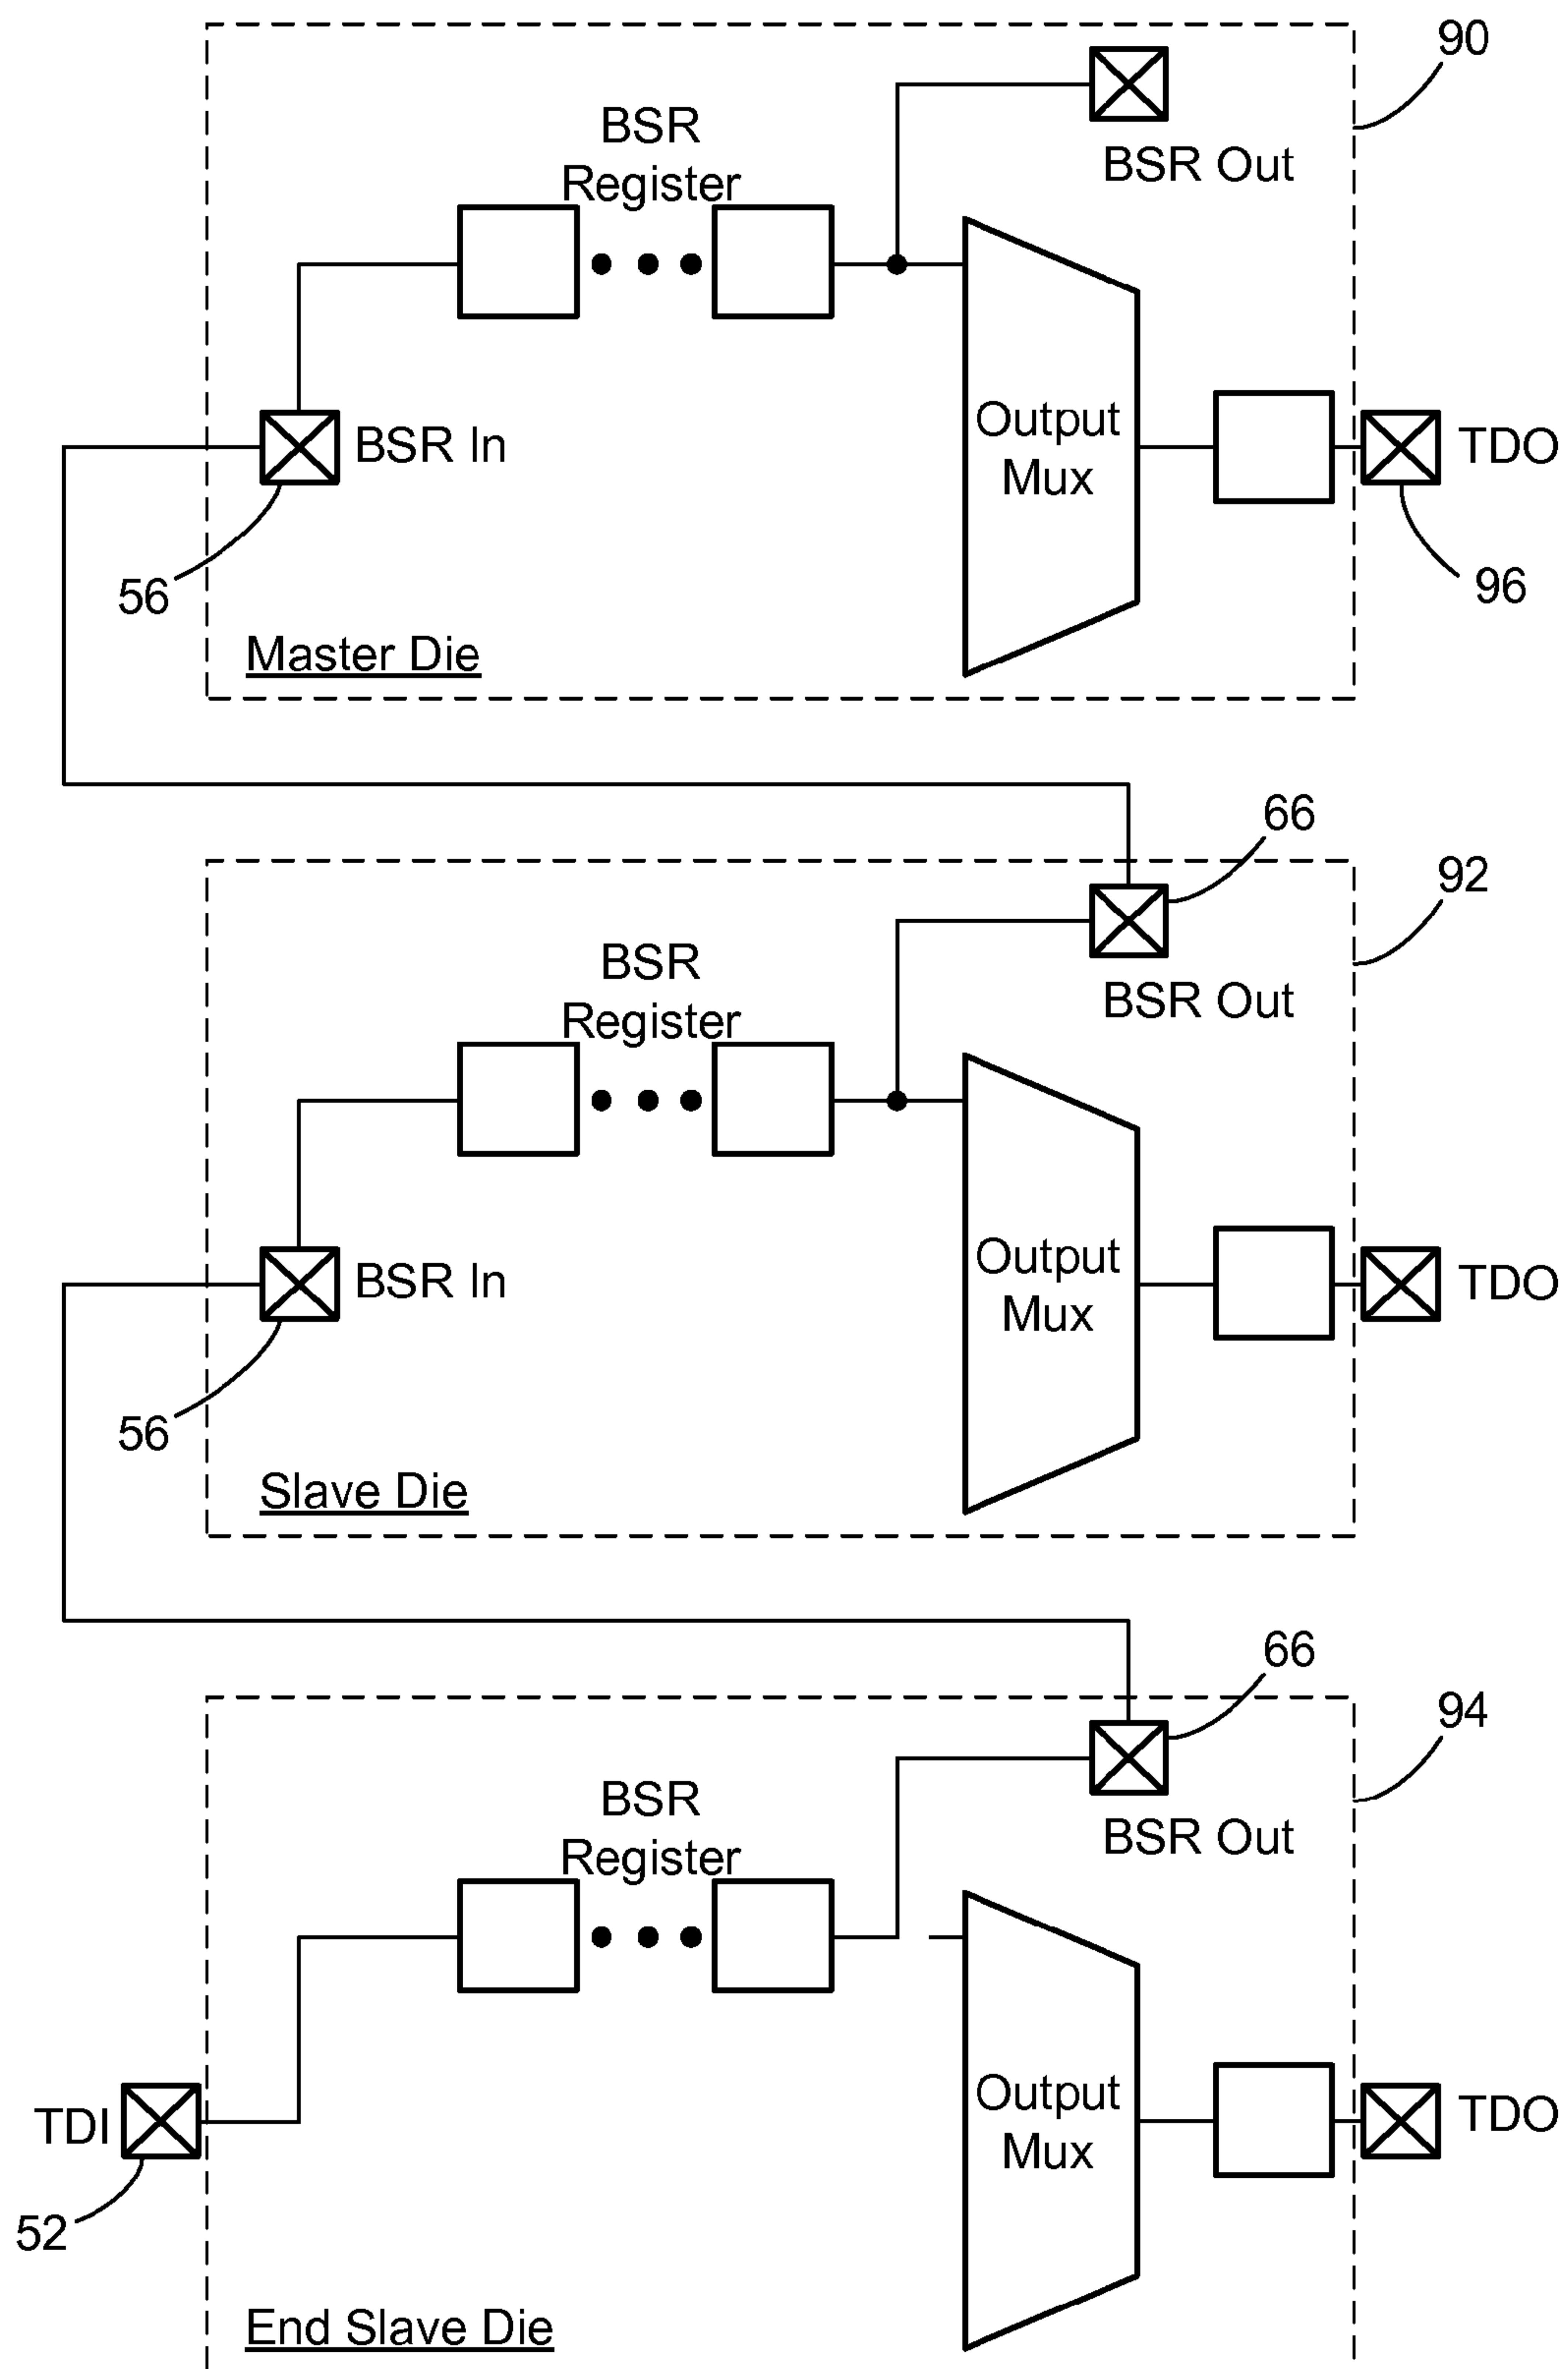 90
BSR
Register
BSR Out
BSR In
Output
Mux
TDO
56
96
Master Die
66
92
BSR
Register
BSR Out
BSR In
Output
Mux
TDO
56
Slave Die
66
94
BSR
Register
BSR Out
TDI
Output
Mux
TDO
52
End Slave Die